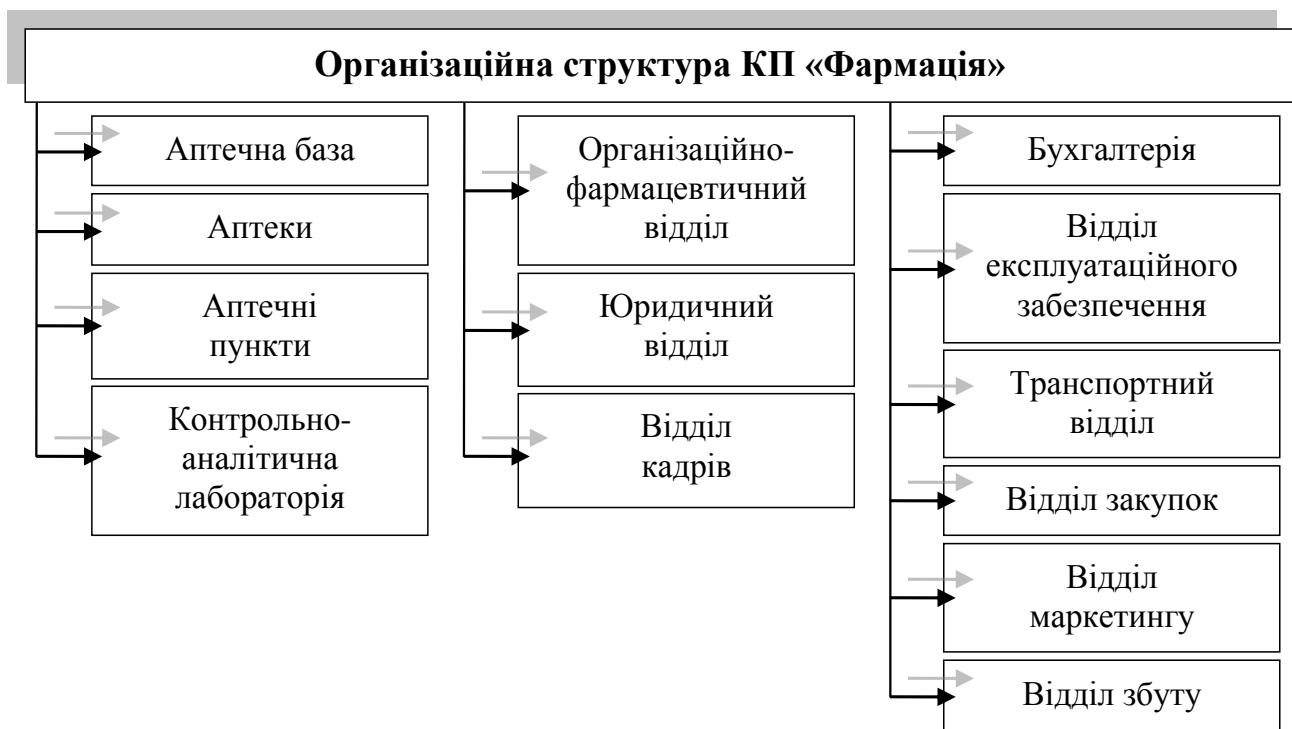 Організаційна структура КП «Фармація»
Аптечна база
Аптеки
Аптечні
пункти
Контрольно-
аналітична
лабораторія
Організаційно-
фармацевтичний
відділ
Юридичний
відділ
Відділ
кадрів
Бухгалтерія
Відділ
експлуатаційного
забезпечення
Транспортний
відділ
Відділ закупок
Відділ
маркетингу
Відділ збуту